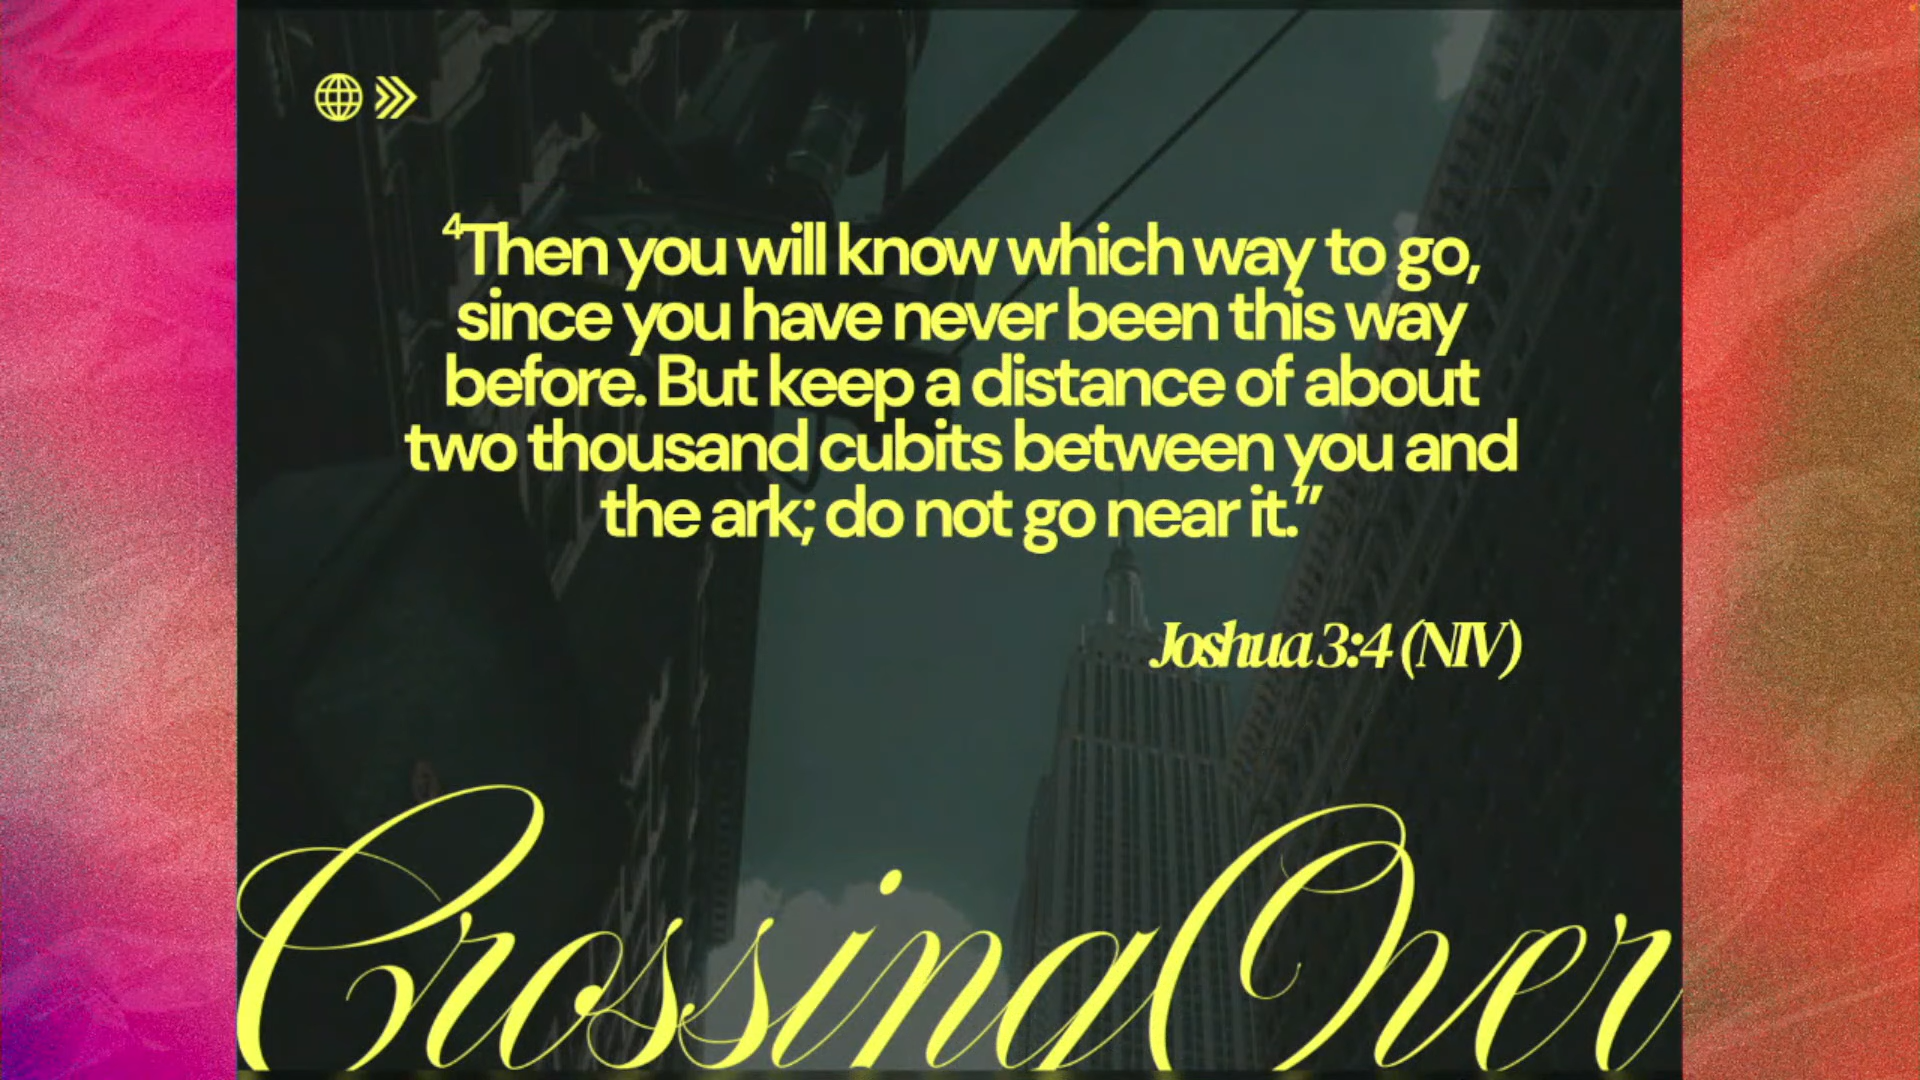 ⁴Then you will know which way to go,
since you have never been this way
before. But keep a distance of about
two thousand cubits between you and
the ark; do not go near it.”
Joshua 3:4 (NIV)
Crossing Over